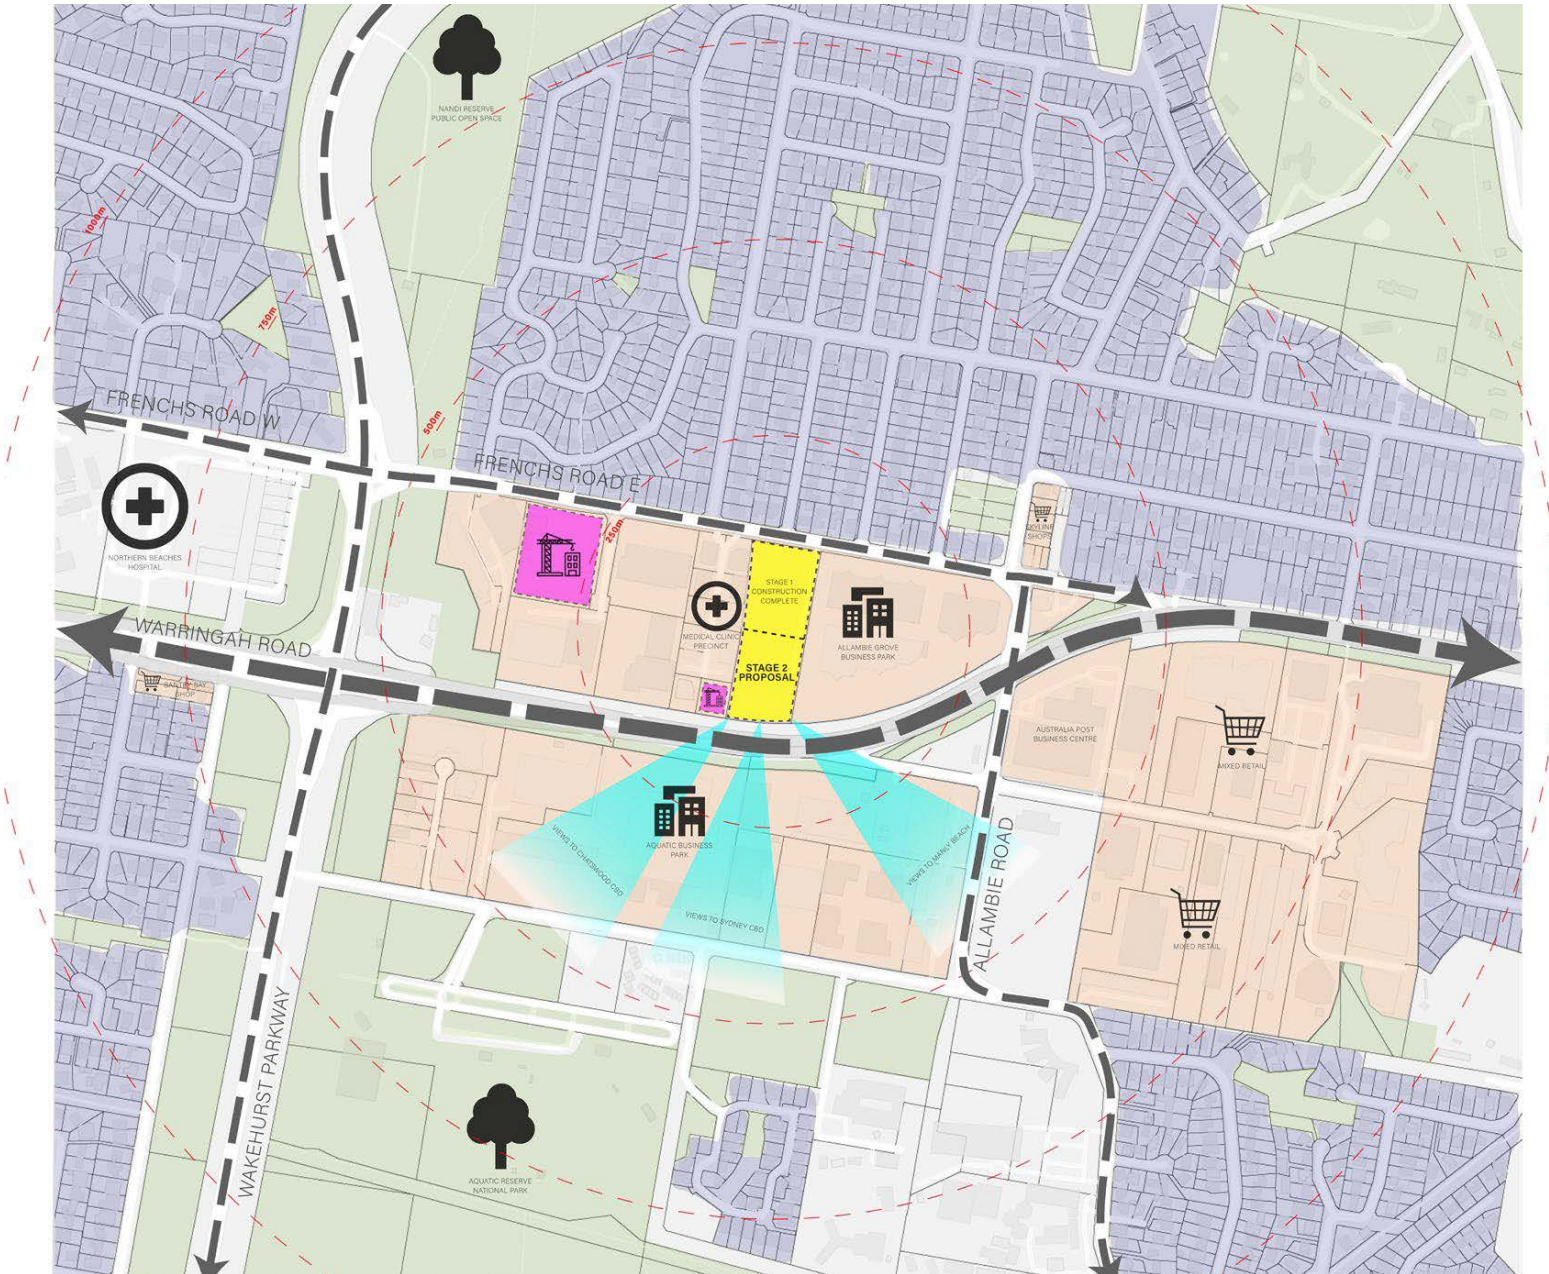 NANDI RESERVE
PUBLIC OPEN SPACE
1000m
750m
500m
FRENCHS ROAD W
FRENCHS ROAD E
250m
NORTHERN BEACHES
HOSPITAL
SKYLINE
SHOPS
STAGE 1
CONSTRUCTION
COMPLETE
MEDICAL CLINIC
PRECINCT
ALLAMBIE GROVE
BUSINESS PARK
WARRINGAH ROAD
STAGE 2
PROPOSAL
BANTRY BAY
SHOP
AUSTRALIA POST
BUSINESS CENTRE
MIXED RETAIL
AQUATIC BUSINESS
PARK
VIEWS TO CHATSWOOD CBD
VIEWS TO SYDNEY CBD
VIEWS TO MANLY BEACH
ALLAMBIE ROAD
MIXED RETAIL
WAKEHURST PARKWAY
AQUATIC RESERVE
NATIONAL PARK